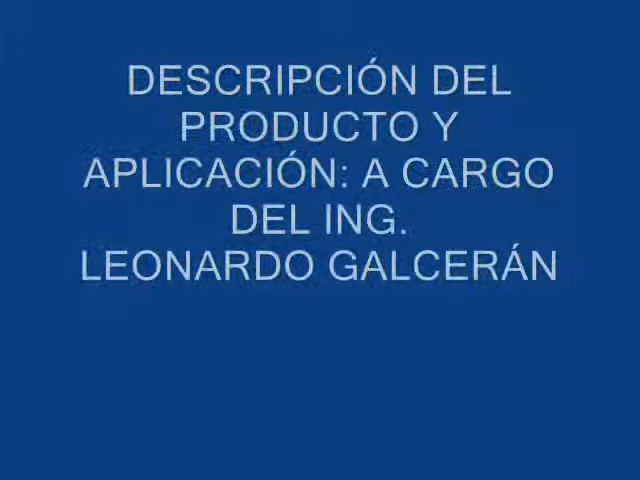 DESCRIPCIÓN DEL
PRODUCTO Y
APLICACIÓN: A CARGO
DEL ING.
LEONARDO GALCERÁN